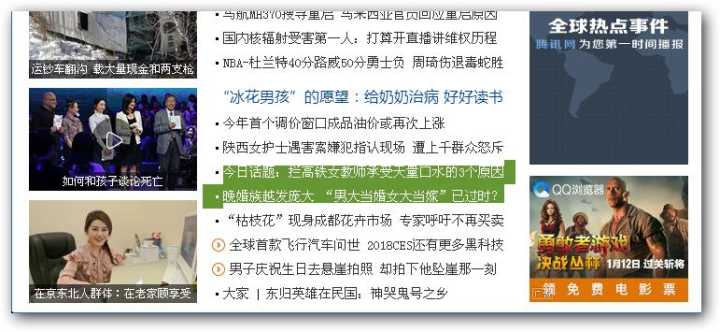 马航MH370搜寻重启 马来西亚官员回应重启原因
国内核辐射受害第一人：打算开直播讲维权历程
NBA-杜兰特40分路威50分勇士负 周琦伤退毒蛇胜
“冰花男孩”的愿望：给奶奶治病 好好读书
今年首个调价窗口成品油价或再次上涨
陕西女护士遇害案嫌犯指认现场 遭上千群众怒斥
今日话题：拦高铁女教师承受大量口水的3个原因
晚婚族越发庞大 “男大当婚女大当嫁”已过时？
“枯枝花”现身成都花卉市场 专家呼吁不再买卖
全球首款飞行汽车问世 2018CES还有更多黑科技
男子庆祝生日去悬崖拍照 却拍下他坠崖那一刻
大家 | 东归英雄在民国：神哭鬼号之乡
运钞车翻沟 载大量现金和两支枪
如何和孩子谈论死亡
在京东北人群体：在老家顾享受
全球热点事件
腾讯网为您第一时间播报
QQ浏览器
勇敢者游戏
决战丛林
1月12日 过关斩将
领免费电影票
广告